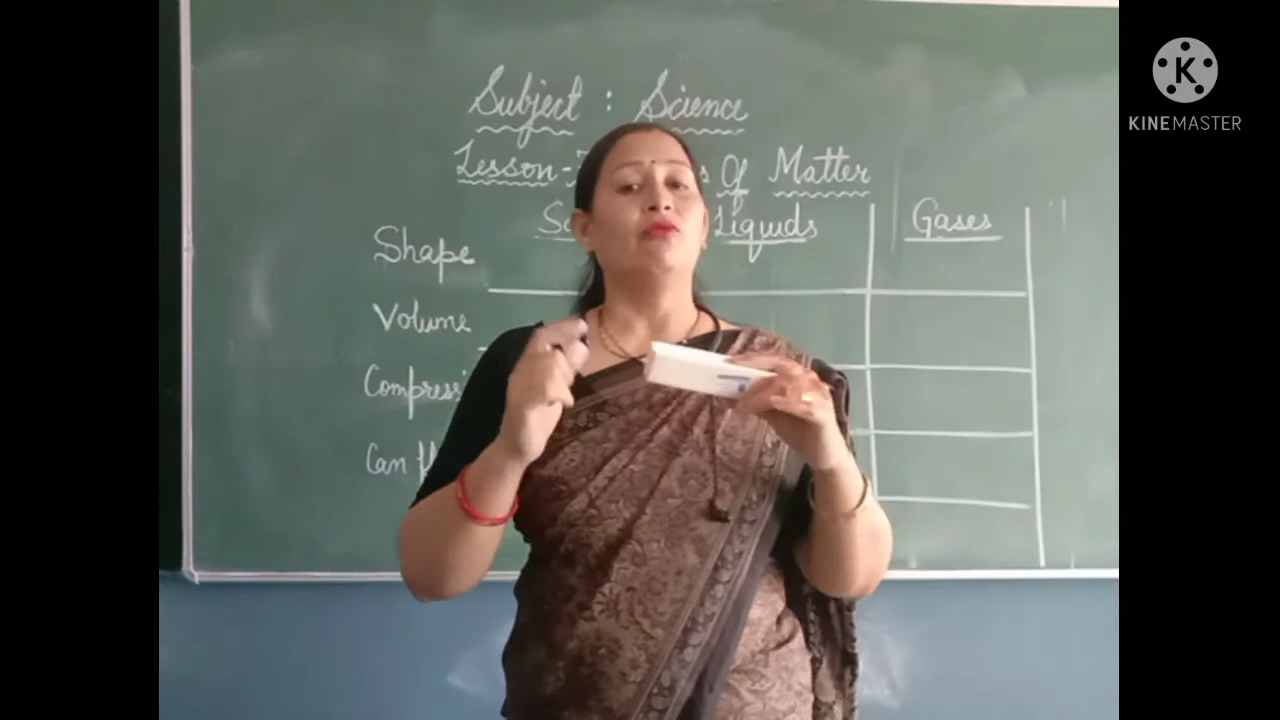 Subject : Science
Lesson- Of Matter
Liquids Gases
Shape
Volume
Can
KINEMASTER